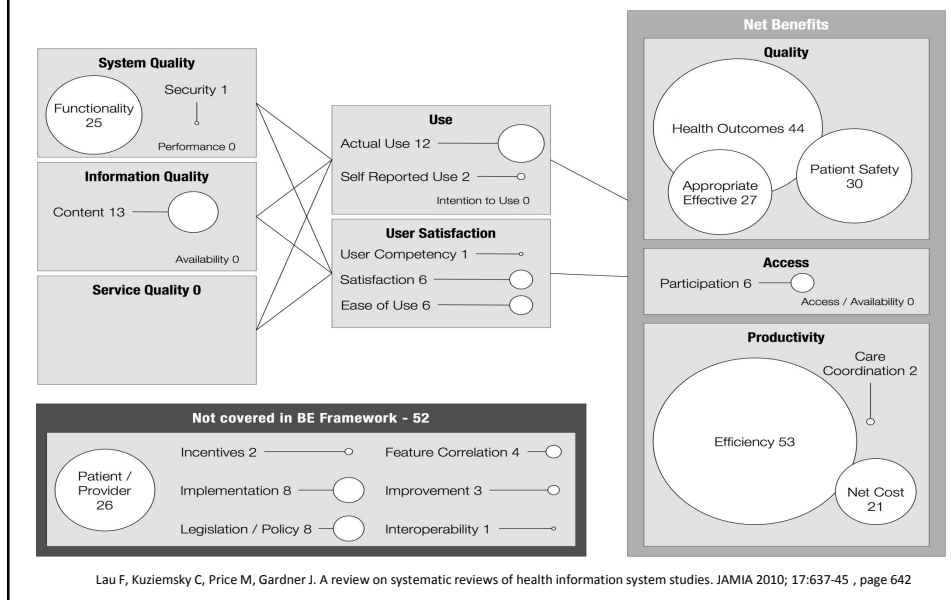 System Quality
Functionality
25
Security 1
Performance 0
Information Quality
Content 13
Availability 0
Service Quality 0
Use
Actual Use 12
Self Reported Use 2
Intention to Use 0
User Satisfaction
User Competency 1
Satisfaction 6
Ease of Use 6
Net Benefits
Quality
Health Outcomes 44
Appropriate
Effective 27
Patient Safety
30
Access
Participation 6
Access / Availability 0
Productivity
Care
Coordination 2
Efficiency 53
Net Cost
21
Not covered in BE Framework - 52
Patient /
Provider
26
Incentives 2
Implementation 8
Legislation / Policy 8
Feature Correlation 4
Improvement 3
Interoperability 1
Lau F, Kuziemsky C, Price M, Gardner J. A review on systematic reviews of health information system studies. JAMIA 2010; 17:637-45 , page 642